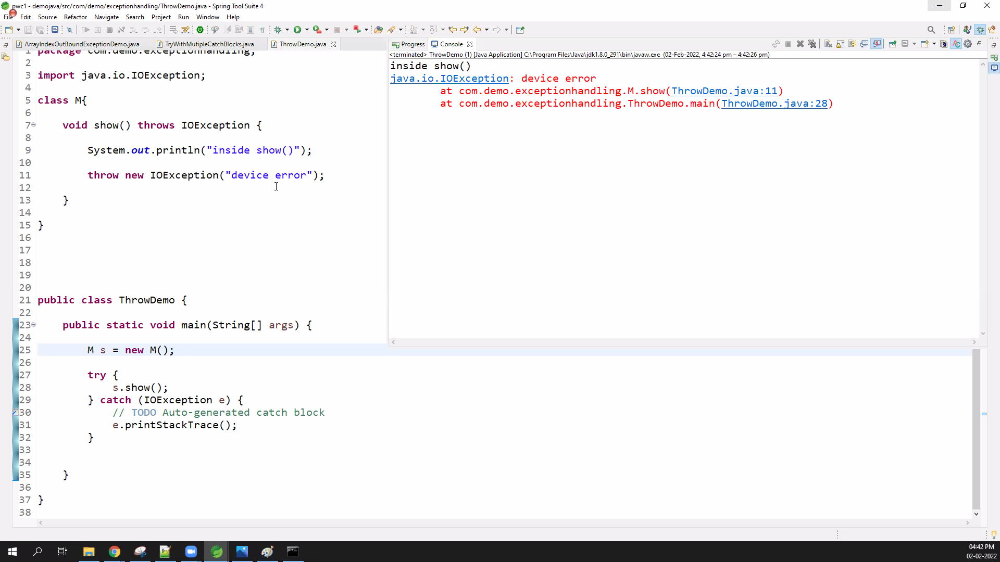 pwc1 - demojava/src/com/demo/exceptionhandling/ThrowDemo.java - Spring Tool Suite 4
File Edit Source Refactor Navigate Search Project Run Window Help
ArrayIndexOutBoundExceptionDemo.java TryWithMutipleCatchBlocks.java ThrowDemo.java
1 package com.demo.exceptionhandling;
2
3 import java.io.IOException;
4
5 class M{
6
7 void show() throws IOException {
8
9 System.out.println("inside show()");
10
11 throw new IOException("device error");
12
13 }
14
15 }
16
17
18
19
20
21 public class ThrowDemo {
22
23 public static void main(String[] args) {
24
25 M s = new M();
26
27 try {
28 s.show();
29 } catch (IOException e) {
30 // TODO Auto-generated catch block
31 e.printStackTrace();
32 }
33
34
35 }
36
37 }
38
Progress Console
<terminated> ThrowDemo (1) [Java Application] C:\Program Files\Java\jdk1.8.0_291\bin\javaw.exe (02-Feb-2022, 4:42:24 pm – 4:42:26 pm)
inside show()
java.io.IOException: device error
at com.demo.exceptionhandling.M.show(ThrowDemo.java:11)
at com.demo.exceptionhandling.ThrowDemo.main(ThrowDemo.java:28)
04:42 PM
02-02-2022